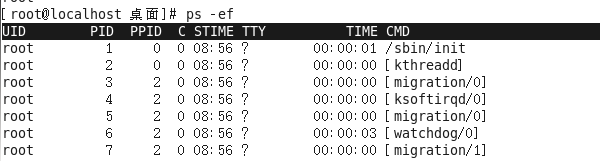 [root@localhost 桌面]# ps -ef
UID PID PPID C STIME TTY TIME CMD
root 1 0 0 08:56 ? 00:00:01 /sbin/init
root 2 0 0 08:56 ? 00:00:00 [kthreadd]
root 3 2 0 08:56 ? 00:00:00 [migration/0]
root 4 2 0 08:56 ? 00:00:00 [ksoftirqd/0]
root 5 2 0 08:56 ? 00:00:00 [migration/0]
root 6 2 0 08:56 ? 00:00:03 [watchdog/0]
root 7 2 0 08:56 ? 00:00:00 [migration/1]